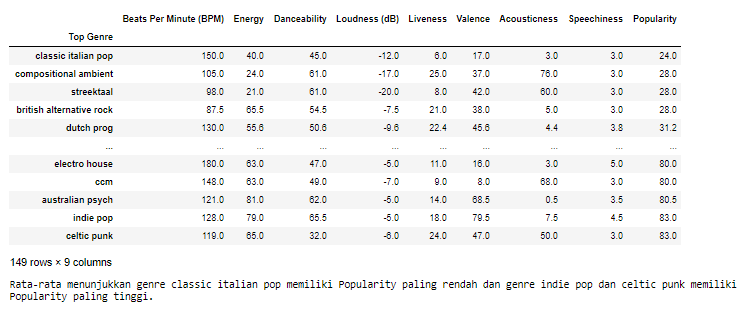 Beats Per Minute (BPM) Energy Danceability Loudness (dB) Liveness Valence Acousticness Speechiness Popularity
Top Genre
classic italian pop 150.0 40.0 45.0 -12.0 6.0 17.0 3.0 3.0 24.0
compositional ambient 105.0 24.0 61.0 -17.0 25.0 37.0 76.0 3.0 28.0
streektaal 98.0 21.0 61.0 -20.0 8.0 42.0 60.0 3.0 28.0
british alternative rock 87.5 65.5 54.5 -7.5 21.0 38.0 5.0 3.0 28.0
dutch prog 130.0 55.6 50.6 -9.6 22.4 45.6 4.4 3.8 31.2
... ... ... ... ... ... ... ... ... ...
electro house 180.0 63.0 47.0 -5.0 11.0 16.0 3.0 5.0 80.0
ccm 148.0 63.0 49.0 -7.0 9.0 8.0 68.0 3.0 80.0
australian psych 121.0 81.0 62.0 -5.0 14.0 68.5 0.5 3.5 80.5
indie pop 128.0 79.0 65.5 -5.0 18.0 79.5 7.5 4.5 83.0
celtic punk 119.0 65.0 32.0 -6.0 24.0 47.0 50.0 3.0 83.0
149 rows × 9 columns
Rata-rata menunjukkan genre classic italian pop memiliki Popularity paling rendah dan genre indie pop dan celtic punk memiliki
Popularity paling tinggi.